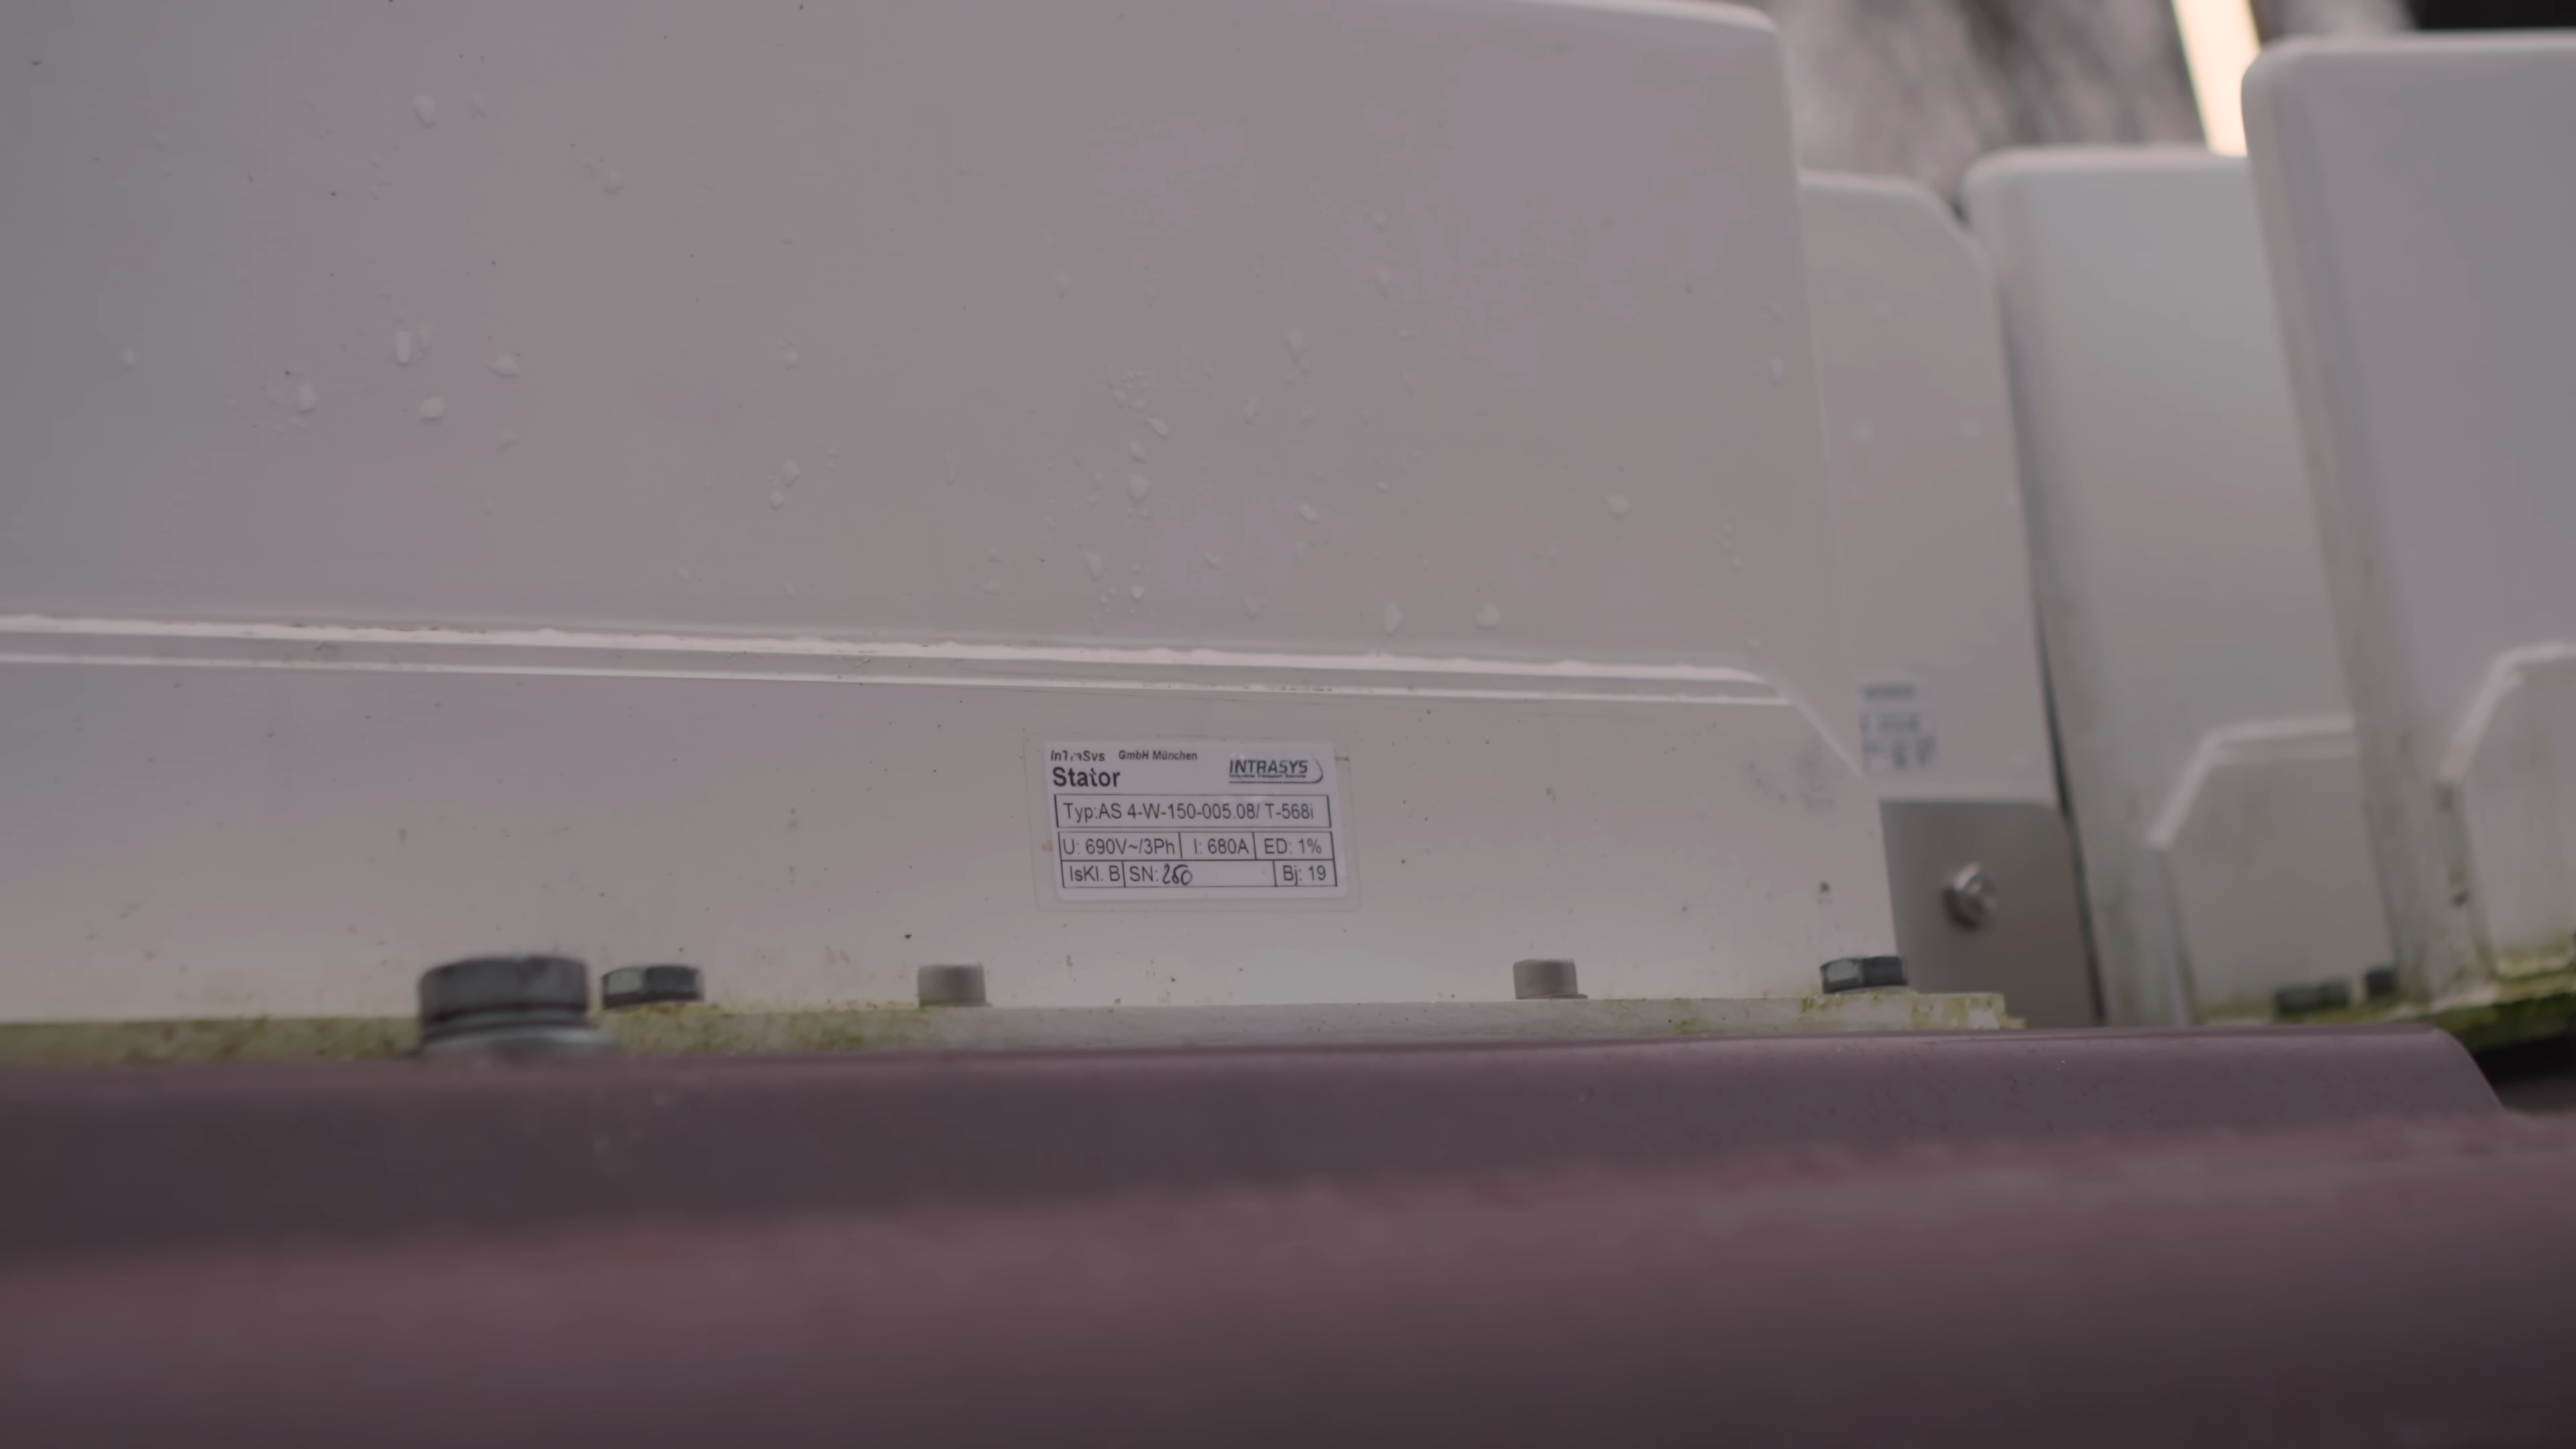 InTraSys GmbH München
INTRASYS
Stator
Typ:AS 4-W-150-005.08/ T-568i
U: 690V~/3Ph I: 680A ED: 1%
IsKl. B SN: 260 Bj: 19